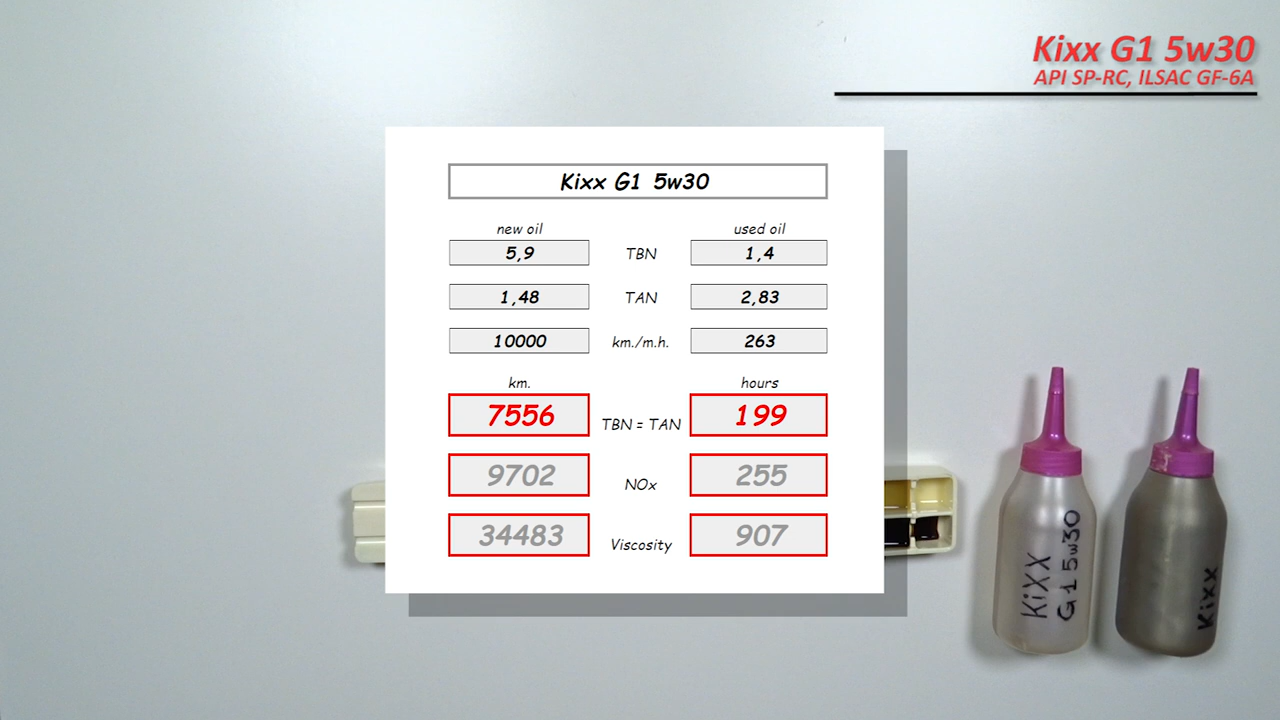 Kixx G1 5w30
API SP-RC, ILSAC GF-6A
Kixx G1 5w30
new oil used oil
5,9 TBN 1,4
1,48 TAN 2,83
10000 km./m.h. 263
km. hours
7556 TBN = TAN 199
9702 NOx 255
34483 Viscosity 907
KiXX
G1 5w30
Kixx